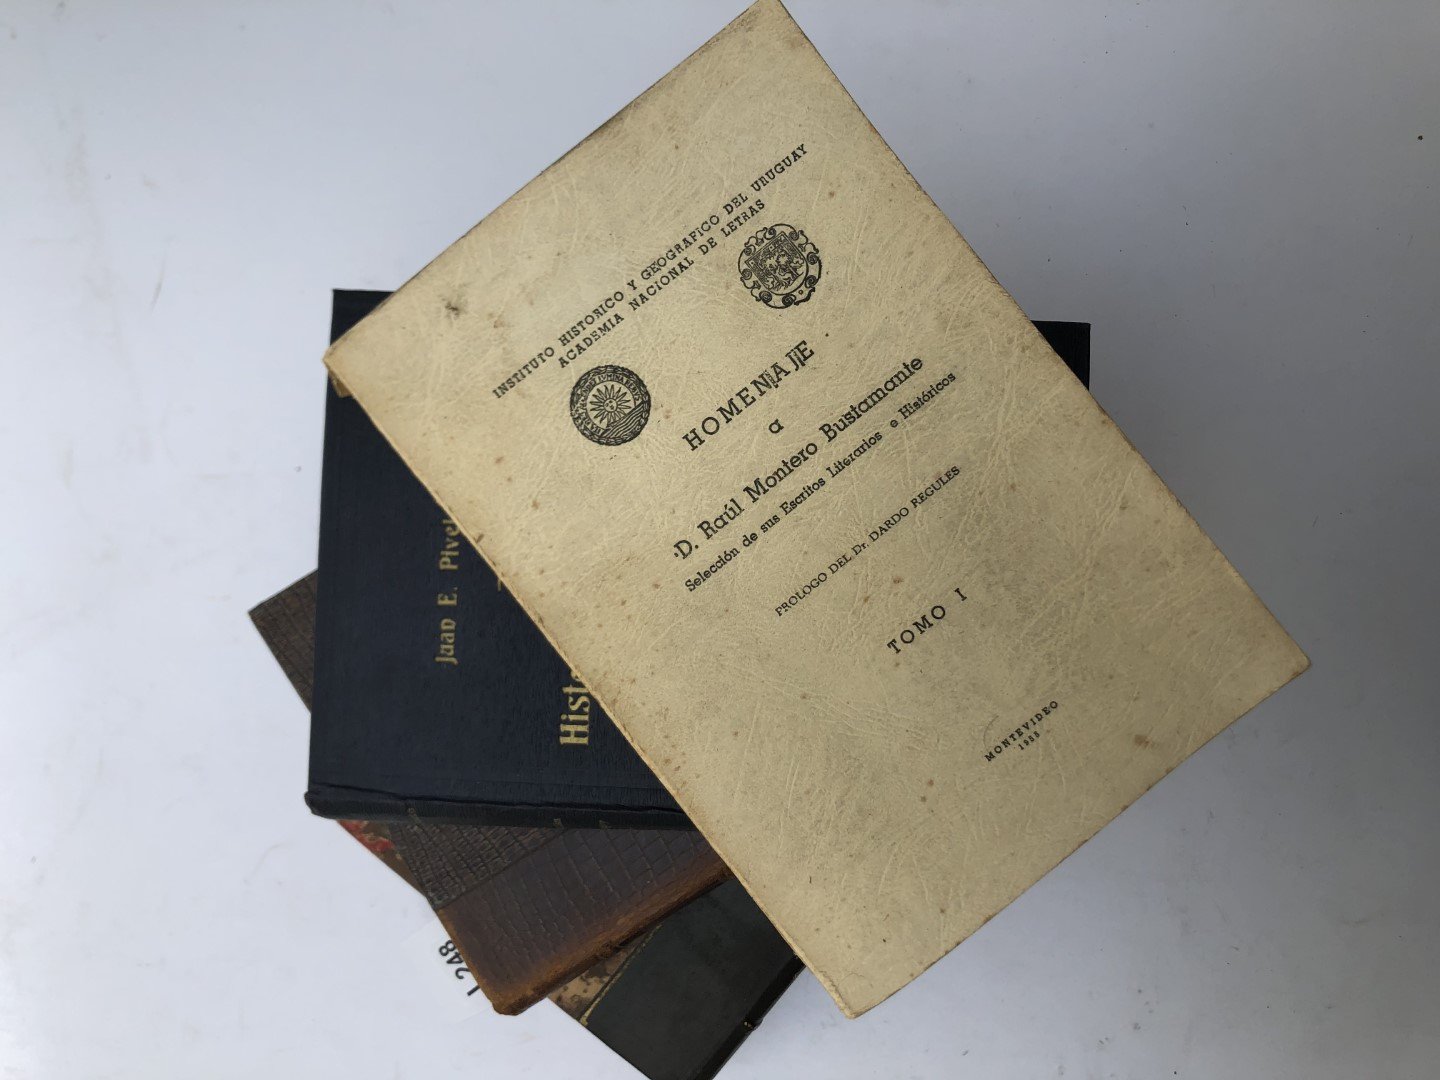 INSTITUTO HISTORICO Y GEOGRAFICO DEL URUGUAY
ACADEMIA NACIONAL DE LETRAS
HOMENAJE
a
D. Raúl Montero Bustamante
Selección de sus Escritos Literarios e Históricos
PROLOGO DEL Dr. DARDO REGULES
TOMO I
MONTEVIDEO
1955
Juan E. Pivel
Hist
L 248